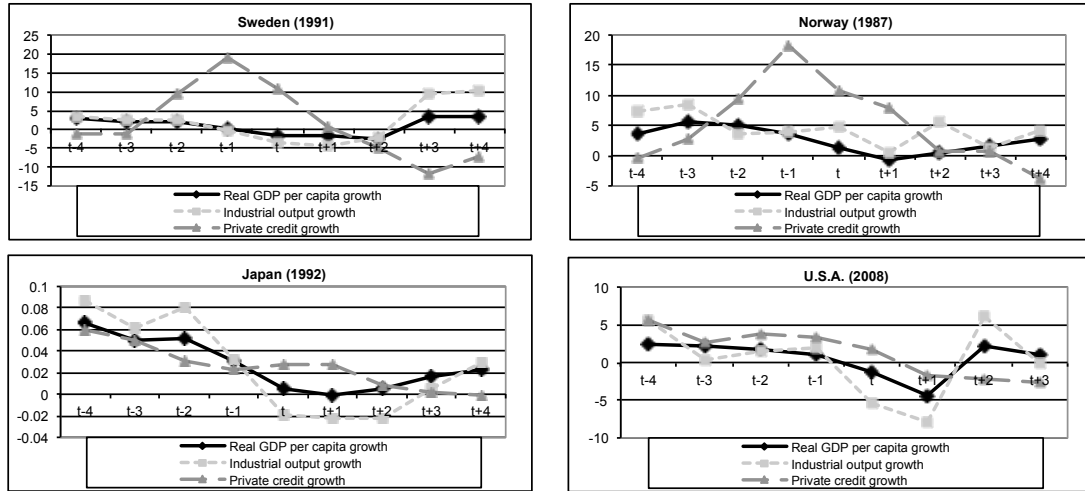 Sweden (1991)
25
20
15
10
5
0
-5
-10
-15
t-4 t-3 t-2 t-1 t t+1 t+2 t+3 t+4
Real GDP per capita growth
Industrial output growth
Private credit growth
Norway (1987)
20
15
10
5
0
-5
t-4 t-3 t-2 t-1 t t+1 t+2 t+3 t+4
Real GDP per capita growth
Industrial output growth
Private credit growth
Japan (1992)
0.1
0.08
0.06
0.04
0.02
0
-0.02
-0.04
t-4 t-3 t-2 t-1 t t+1 t+2 t+3 t+4
Real GDP per capita growth
Industrial output growth
Private credit growth
U.S.A. (2008)
10
5
0
-5
-10
t-4 t-3 t-2 t-1 t t+1 t+2 t+3
Real GDP per capita growth
Industrial output growth
Private credit growth